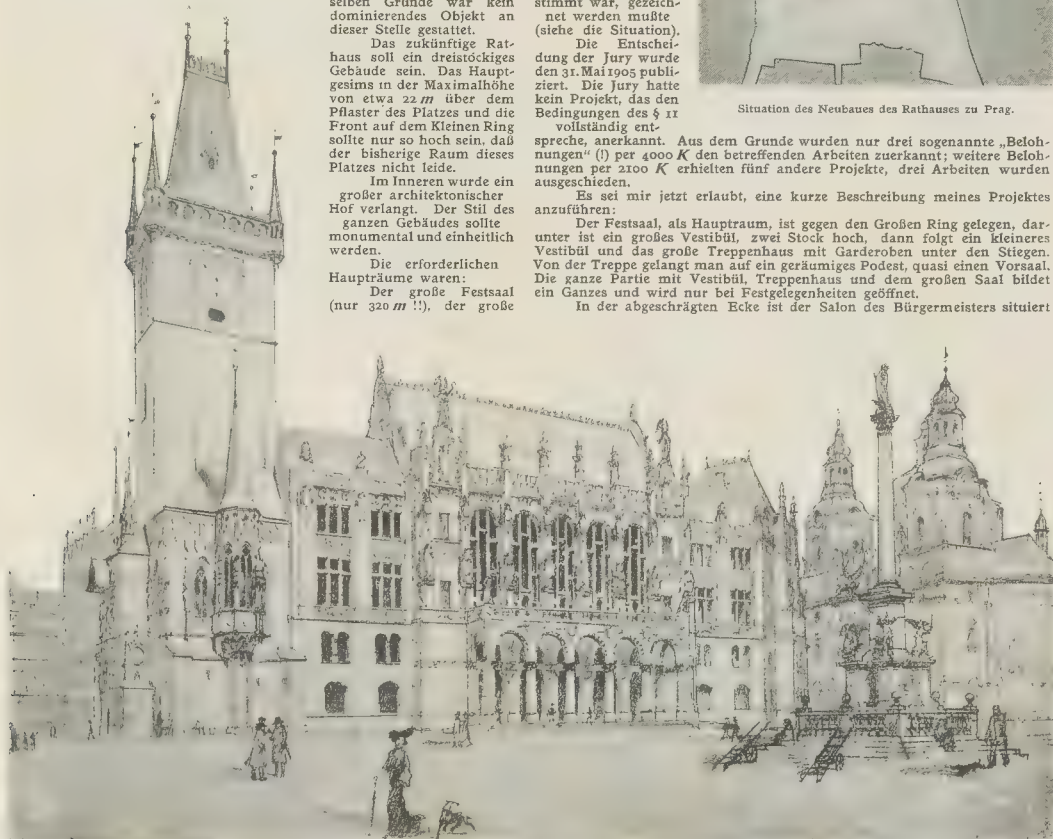 selben Grunde war kein
dominierendes Objekt an
dieser Stelle gestattet.
Das zukünftige Rat-
haus soll ein dreistöckiges
Gebäude sein. Das Haupt-
gesims in der Maximalhöhe
von etwa 22 m über dem
Pflaster des Platzes und die
Front auf dem Kleinen Ring
sollte nur so hoch sein, daß
der bisherige Raum dieses
Platzes nicht leide.
Im Inneren wurde ein
großer architektonischer
Hof verlangt. Der Stil des
ganzen Gebäudes sollte
monumental und einheitlich
werden.
Die erforderlichen
Haupträume waren:
Der große Festsaal
(nur 320 m !!), der große
stimmt war, gezeich-
net werden mußte
(siehe die Situation).
Die Entschei-
dung der Jury wurde
den 31. Mai 1905 publi-
ziert. Die Jury hatte
kein Projekt, das den
Bedingungen des § 11
vollständig ent-
spreche, anerkannt. Aus dem Grunde wurden nur drei sogenannte „Beloh-
nungen“ (!) per 4000 K den betreffenden Arbeiten zuerkannt; weitere Beloh-
nungen per 2100 K erhielten fünf andere Projekte, drei Arbeiten wurden
ausgeschieden.
Es sei mir jetzt erlaubt, eine kurze Beschreibung meines Projektes
anzuführen:
Der Festsaal, als Hauptraum, ist gegen den Großen Ring gelegen, dar-
unter ist ein großes Vestibül, zwei Stock hoch, dann folgt ein kleineres
Vestibül und das große Treppenhaus mit Garderoben unter den Stiegen.
Von der Treppe gelangt man auf ein geräumiges Podest, quasi einen Vorsaal.
Die ganze Partie mit Vestibül, Treppenhaus und dem großen Saal bildet
ein Ganzes und wird nur bei Festgelegenheiten geöffnet.
In der abgeschrägten Ecke ist der Salon des Bürgermeisters situiert
Situation des Neubaues des Rathauses zu Prag.